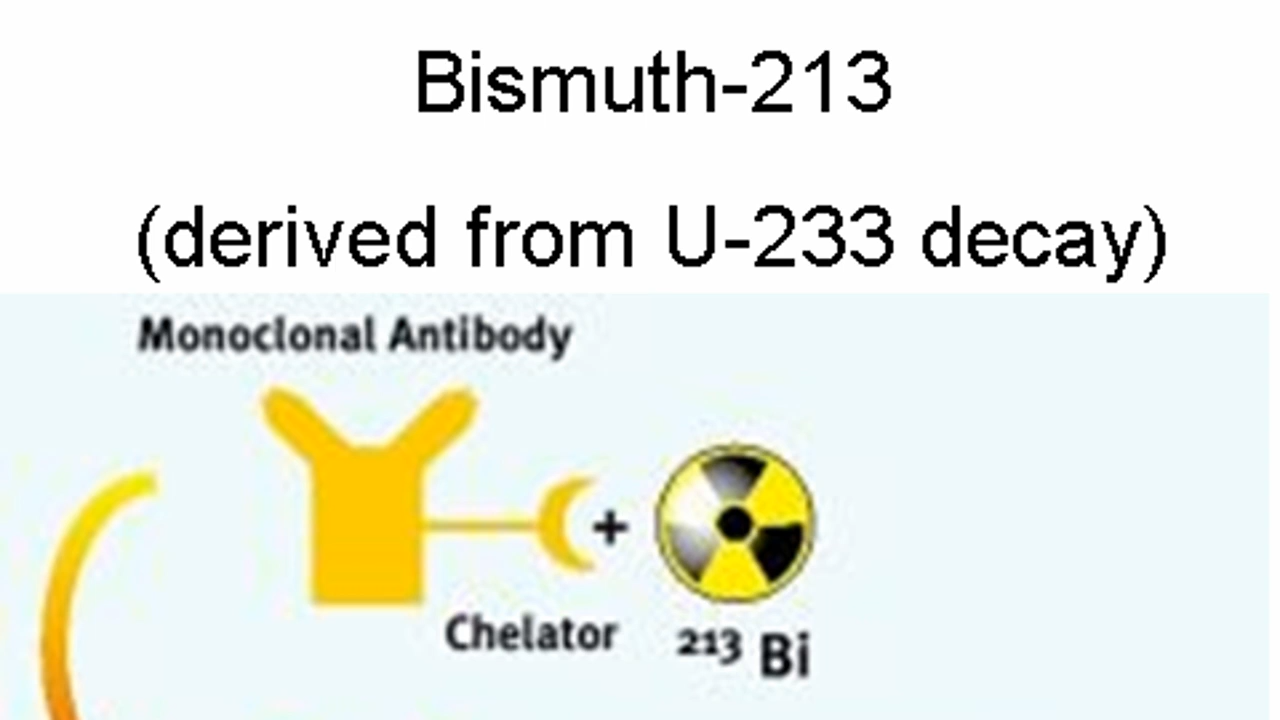 Bismuth-213
(derived from U-233 decay)
Monoclonal Antibody
+
Chelator
²¹³ Bi